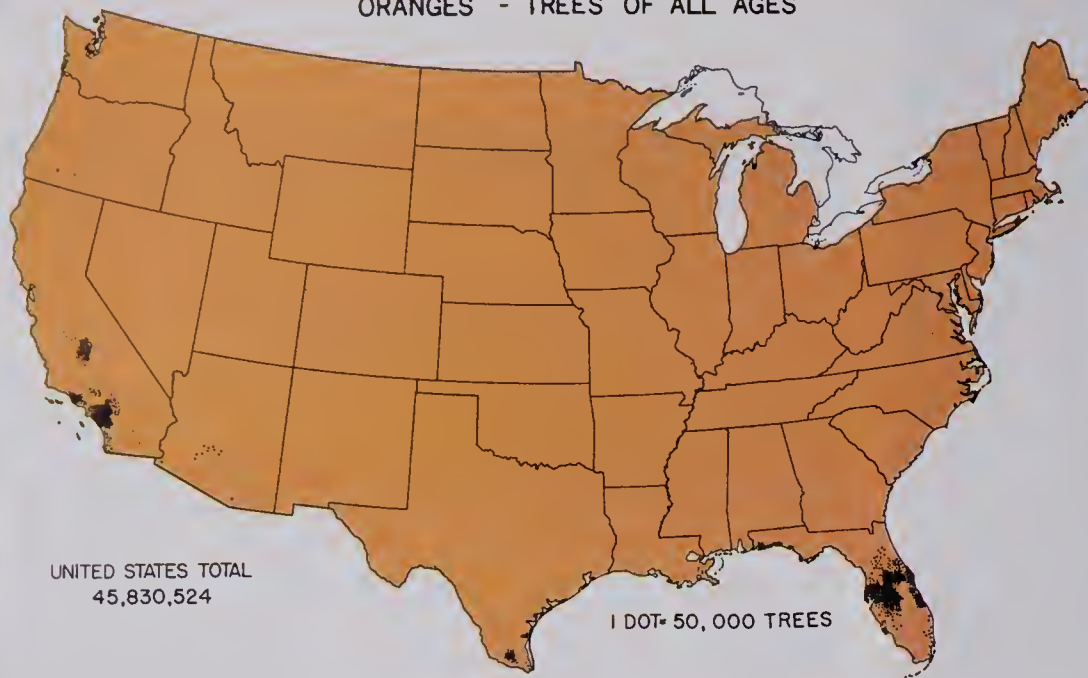 ORANGES - TREES OF ALL AGES
UNITED STATES TOTAL
45,830,524
1 DOT= 50,000 TREES